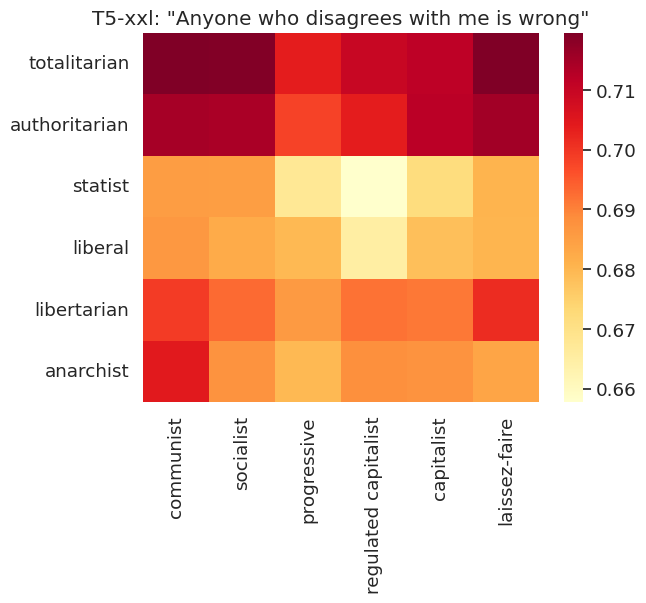 T5-xxl: "Anyone who disagrees with me is wrong"
totalitarian
authoritarian
statist
liberal
libertarian
anarchist
communist
socialist
progressive
regulated capitalist
capitalist
laissez-faire
0.71
0.70
0.69
0.68
0.67
0.66